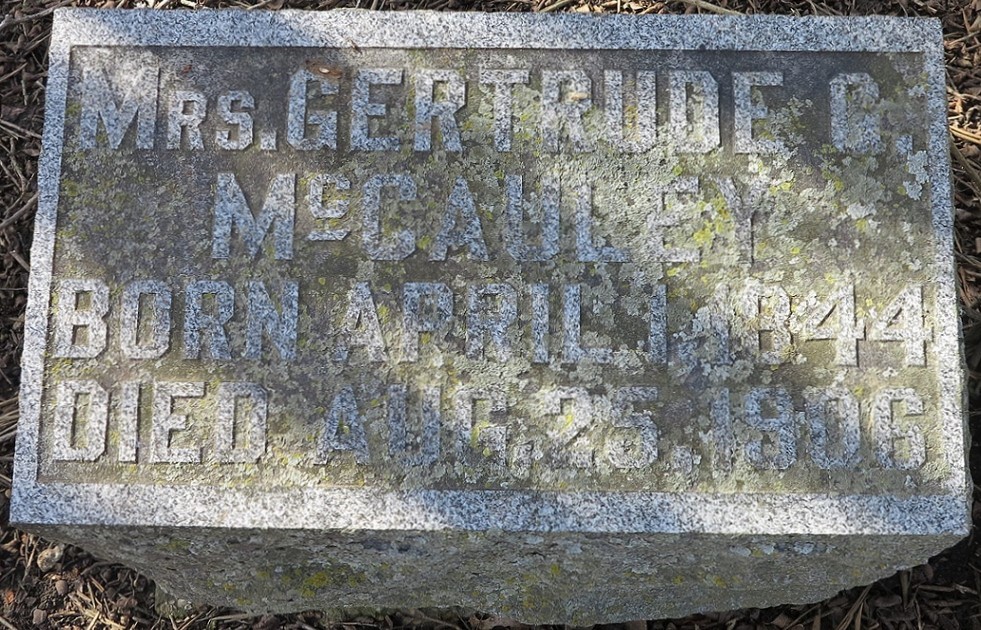 MRS. GERTRUDE C.
McCAULEY
BORN APRIL 1, 1844
DIED AUG. 25, 1906